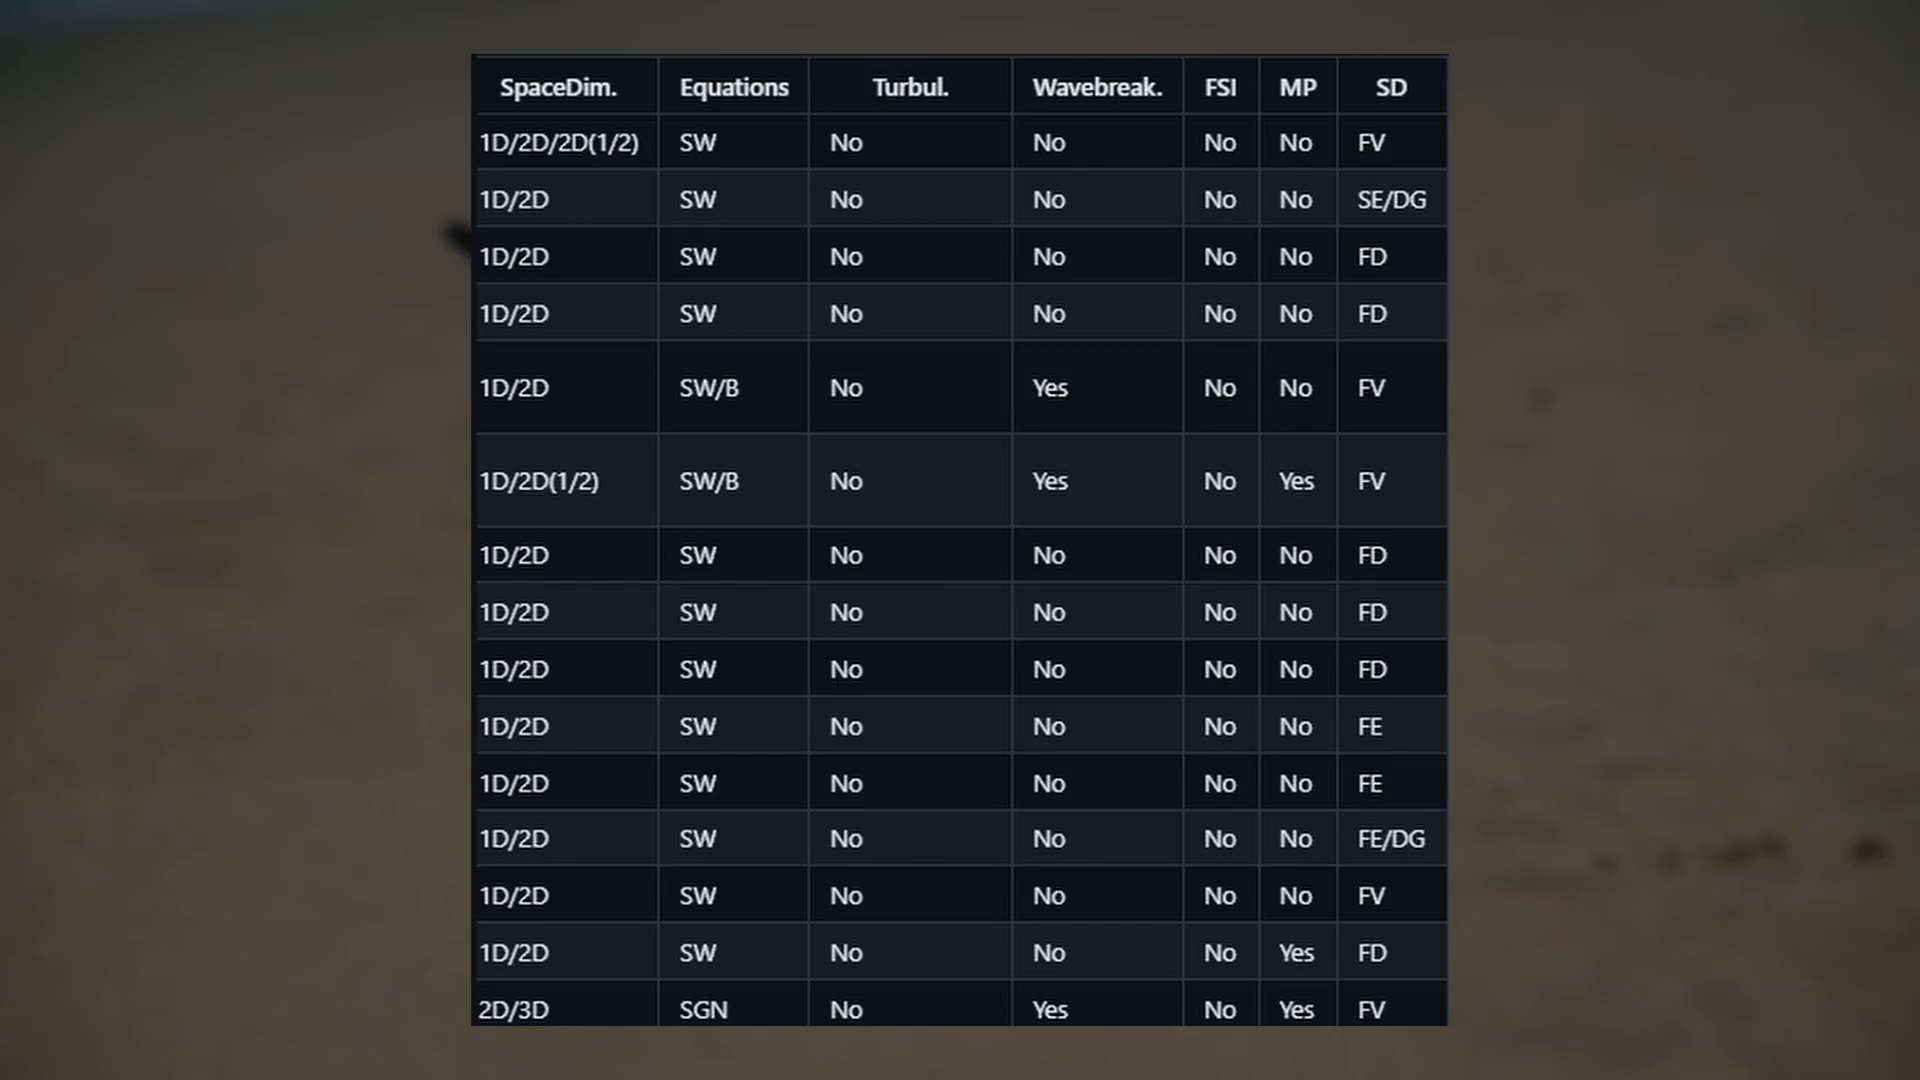 SpaceDim. Equations Turbul. Wavebreak. FSI MP SD
1D/2D/2D(1/2) SW No No No No FV
1D/2D SW No No No No SE/DG
1D/2D SW No No No No FD
1D/2D SW No No No No FD
1D/2D SW/B No Yes No No FV
1D/2D(1/2) SW/B No Yes No Yes FV
1D/2D SW No No No No FD
1D/2D SW No No No No FD
1D/2D SW No No No No FD
1D/2D SW No No No No FE
1D/2D SW No No No No FE
1D/2D SW No No No No FE/DG
1D/2D SW No No No No FV
1D/2D SW No No No Yes FD
2D/3D SGN No Yes No Yes FV